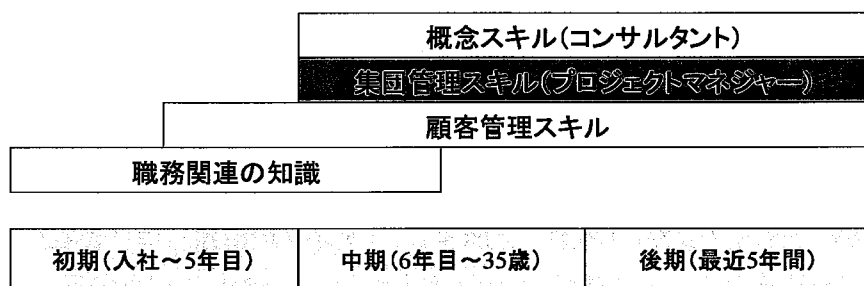 概念スキル(コンサルタント)
集団管理スキル(プロジェクトマネジャー)
顧客管理スキル
職務関連の知識
初期(入社～5年目)
中期(6年目～35歳)
後期(最近5年間)